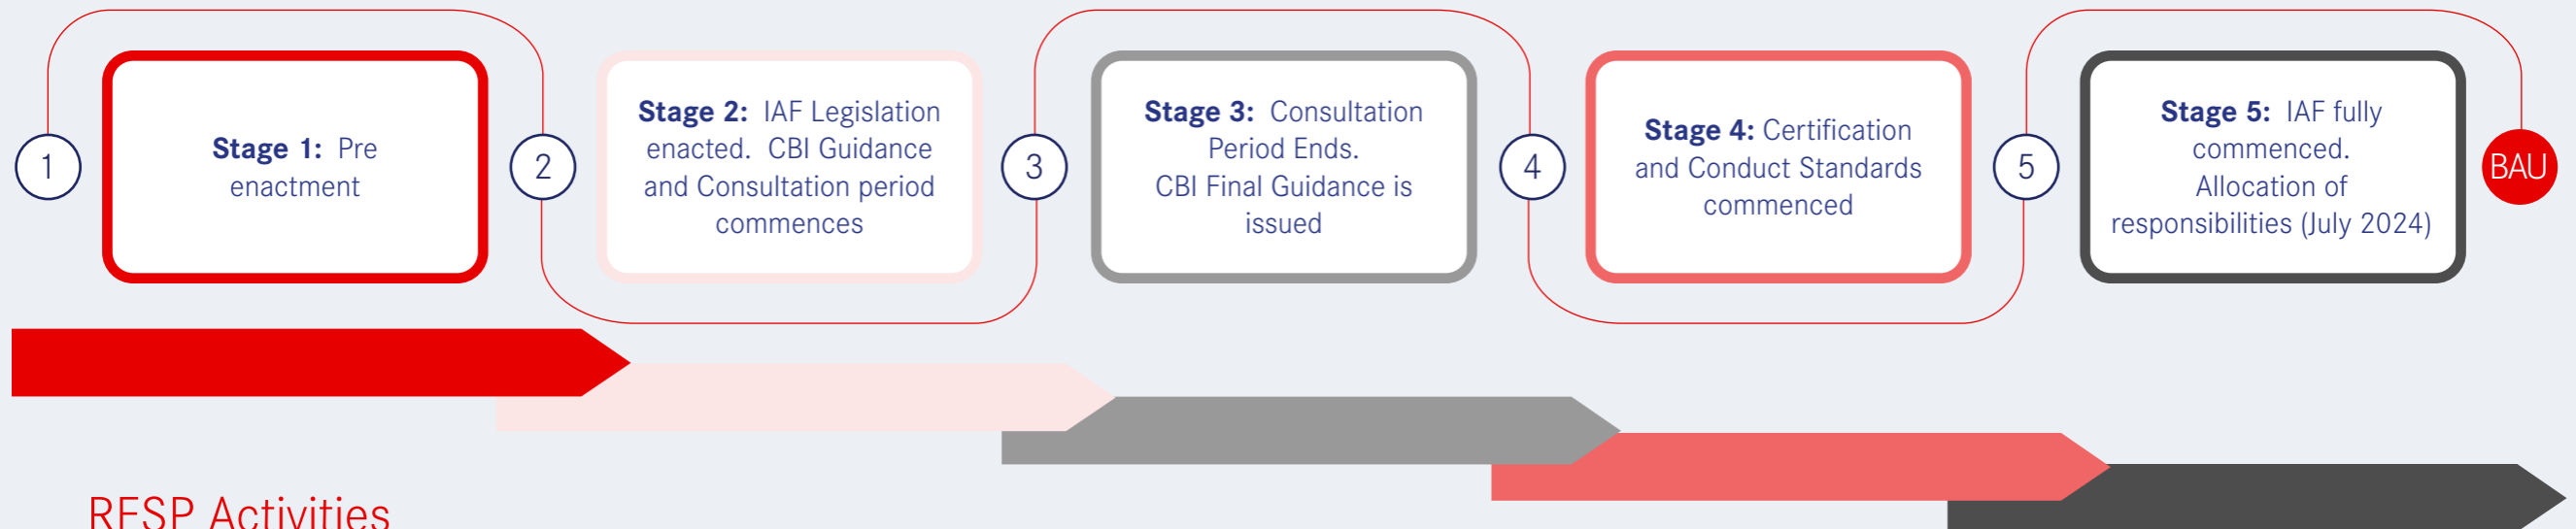 1
Stage 1: Pre
enactment
2
Stage 2: IAF Legislation
enacted. CBI Guidance
and Consultation period
commences
3
Stage 3: Consultation
Period Ends.
CBI Final Guidance is
issued
4
Stage 4: Certification
and Conduct Standards
commenced
5
Stage 5: IAF fully
commenced.
Allocation of
responsibilities (July 2024)
BAU
RFSP Activities